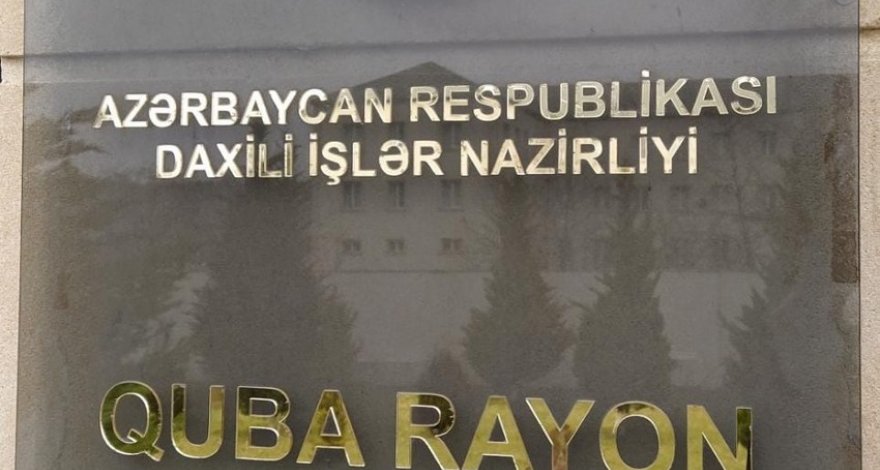 AZƏRBAYCAN RESPUBLİKASI
DAXİLİ İŞLƏR NAZİRLİYİ
QUBA RAYON